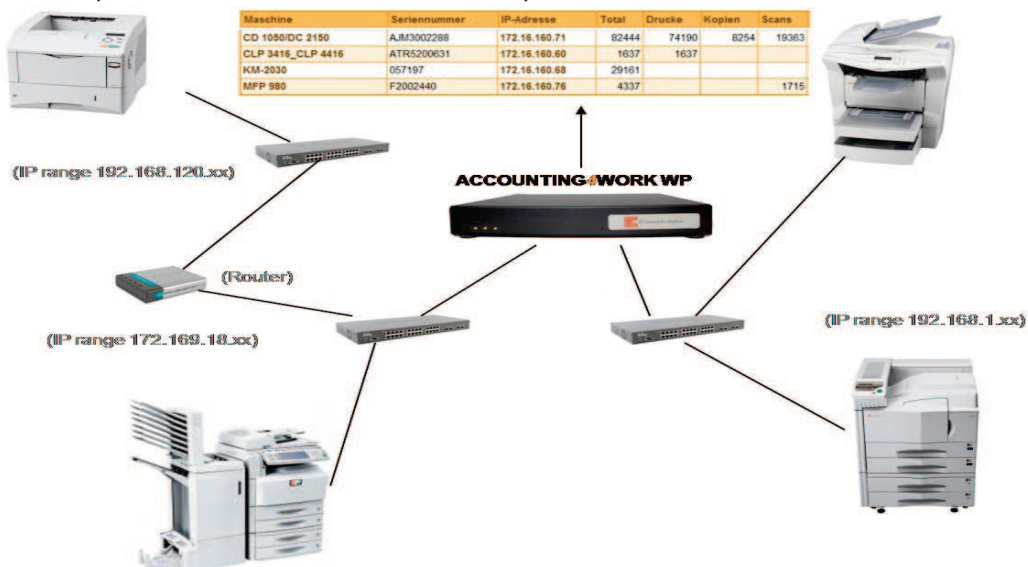 Maschine Seriennummer IP-Adresse Total Drucke Kopien Scans
CD 1050/DC 2150 AJM3002288 172.16.160.71 82444 74190 8254 19363
CLP 3416_CLP 4416 ATR5200631 172.16.160.60 1637 1637
KM-2030 057197 172.16.160.68 29161
MFP 980 F2002440 172.16.160.76 4337 1715
(IP range 192.168.120.xx)
ACCOUNTING4WORK WP
(Router)
(IP range 172.169.18.xx)
(IP range 192.168.1.xx)